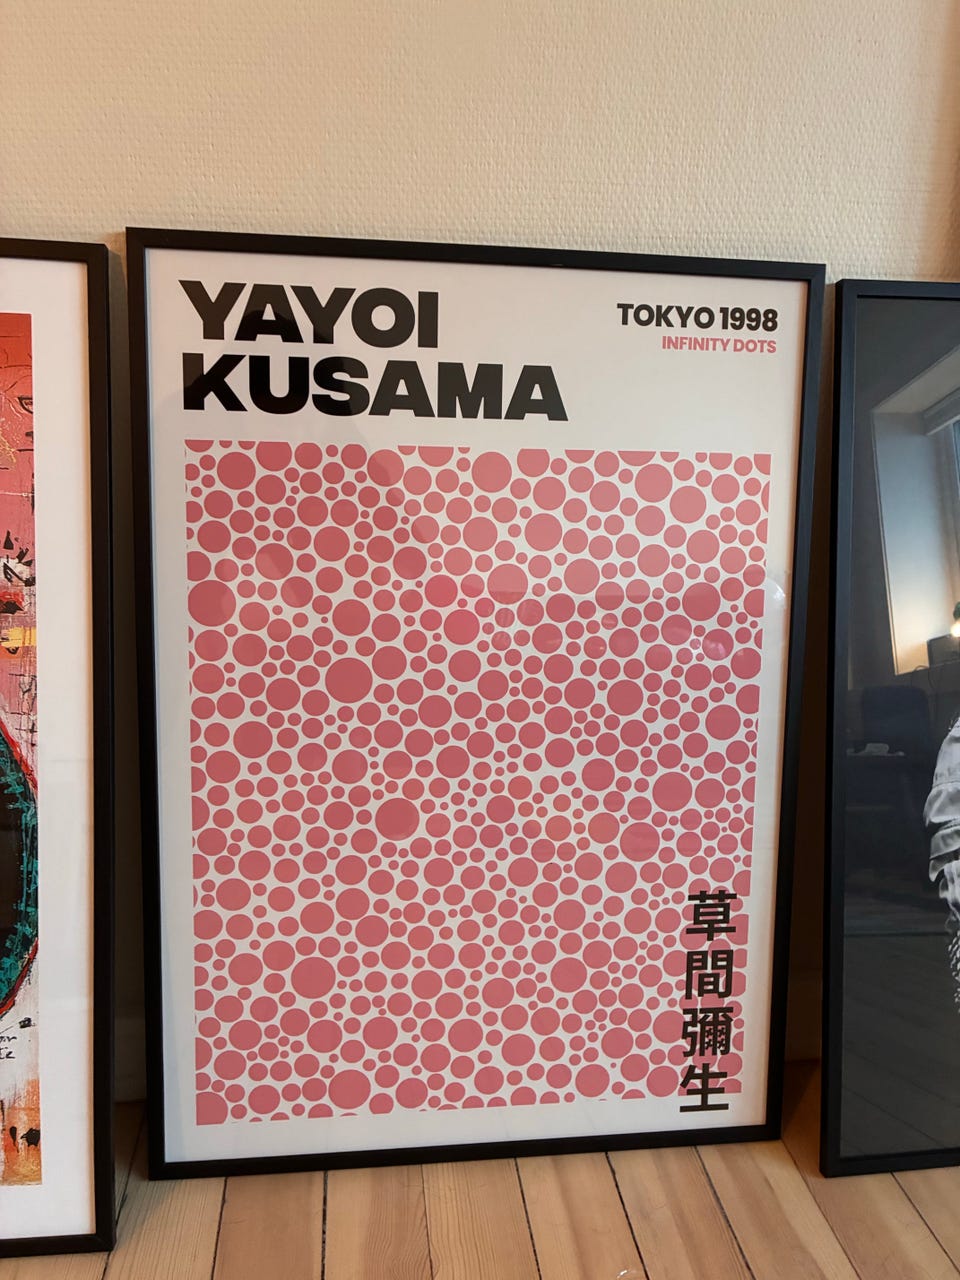 YAYOI
KUSAMA
TOKYO 1998
INFINITY DOTS
草間彌生